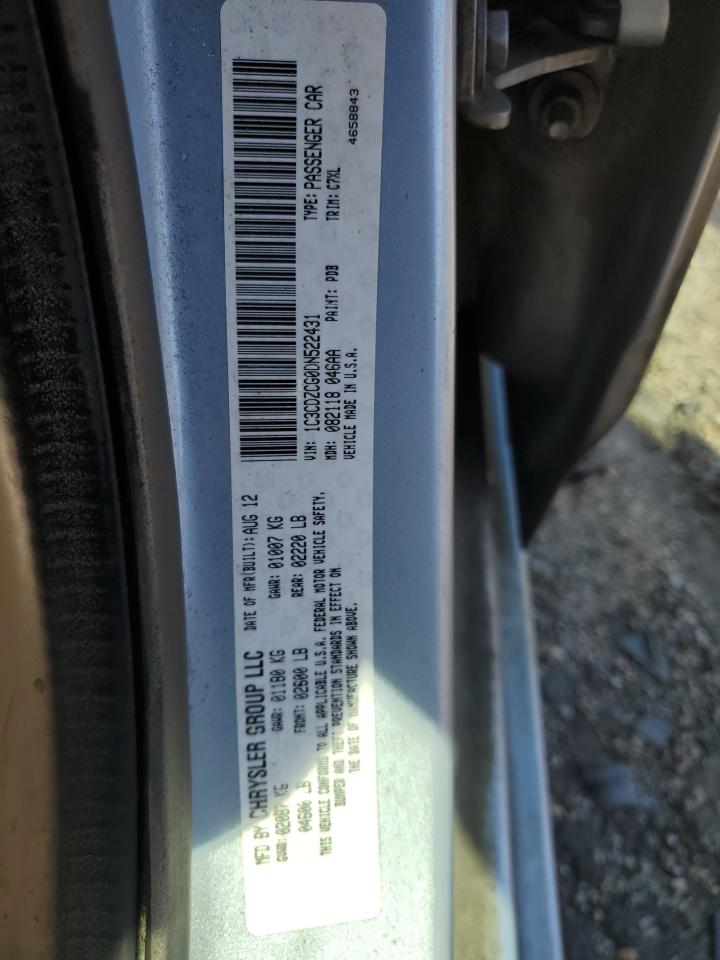 MFD BY CHRYSLER GROUP LLC DATE OF MFR(BUILT): AUG 12
GVWR: 02087 KG GAWR: 01180 KG GAWR: 01007 KG
04606 LB FRONT: 02600 LB REAR: 02220 LB
THIS VEHICLE CONFORMS TO ALL APPLICABLE U.S.A. FEDERAL MOTOR VEHICLE SAFETY,
BUMPER AND THEFT PREVENTION STANDARDS IN EFFECT ON
THE DATE OF MANUFACTURE SHOWN ABOVE.
VIN: 1C3CDZCG0DN522431 TYPE: PASSENGER CAR
MDH: 082118 046AA PAINT: PDB TRIM: C7XL
VEHICLE MADE IN U.S.A. 4658843